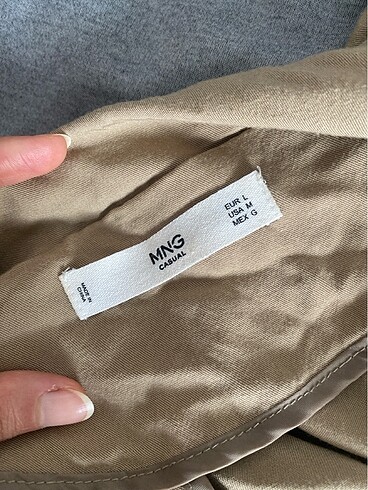 MNG
CASUAL
EUR L
USA M
MEX G
MADE IN
CHINA